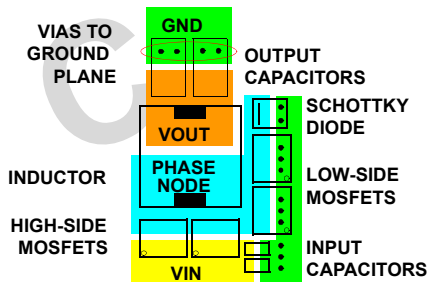 GND
VIAS TO
GROUND
PLANE
OUTPUT
CAPACITORS
SCHOTTKY
DIODE
VOUT
PHASE
NODE
INDUCTOR
LOW-SIDE
MOSFETS
HIGH-SIDE
MOSFETS
INPUT
CAPACITORS
VIN